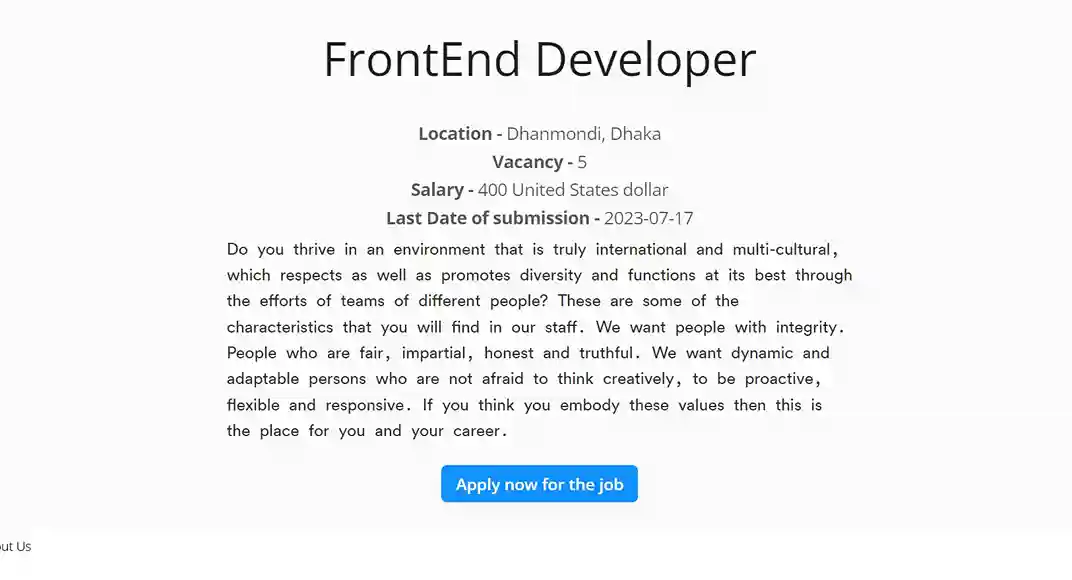 FrontEnd Developer
Location - Dhanmondi, Dhaka
Vacancy - 5
Salary - 400 United States dollar
Last Date of submission - 2023-07-17
Do you thrive in an environment that is truly international and multi-cultural,
which respects as well as promotes diversity and functions at its best through
the efforts of teams of different people? These are some of the
characteristics that you will find in our staff. We want people with integrity.
People who are fair, impartial, honest and truthful. We want dynamic and
adaptable persons who are not afraid to think creatively, to be proactive,
flexible and responsive. If you think you embody these values then this is
the place for you and your career.
Apply now for the job
out Us